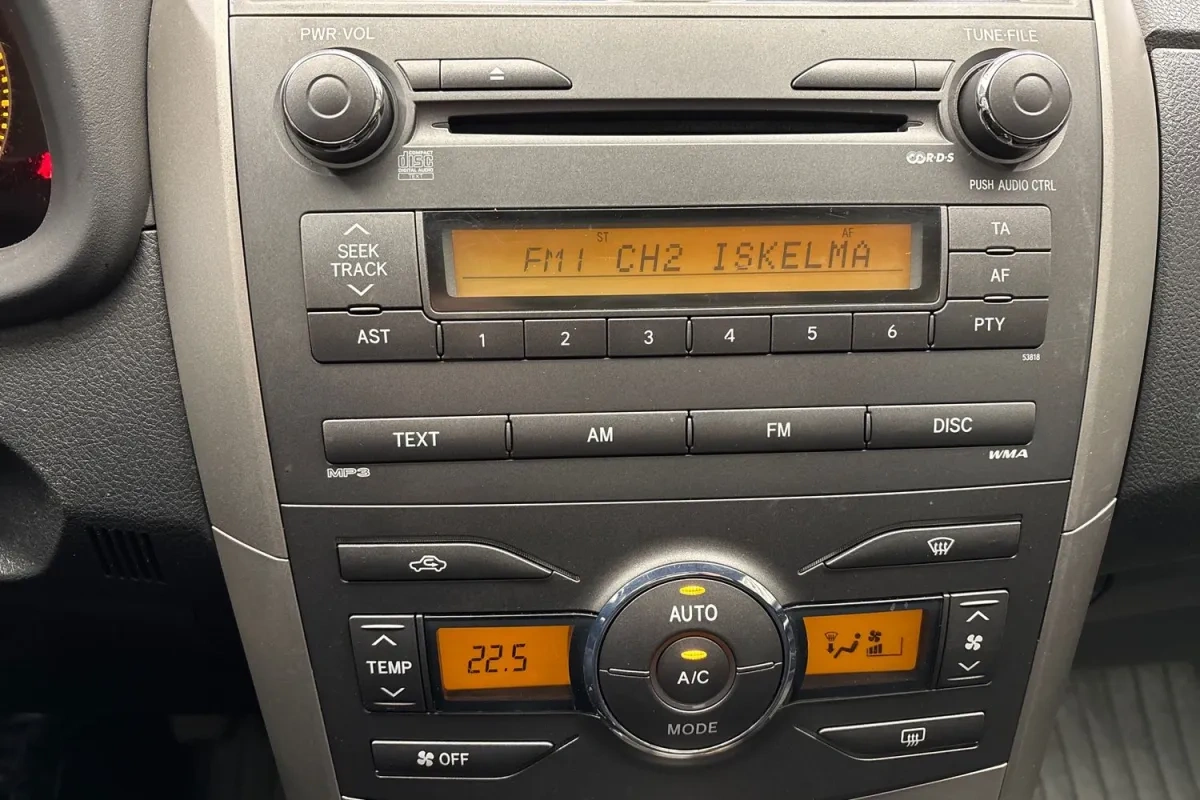 PWR·VOL
TUNE·FILE
COMPACT
disc
DIGITAL AUDIO
TEXT
R·D·S
PUSH AUDIO CTRL
SEEK
TRACK
ST
AF
FM1 CH2 ISKELMA
TA
AF
AST
1
2
3
4
5
6
PTY
53818
TEXT
AM
FM
DISC
MP3
WMA
AUTO
TEMP
22.5
A/C
MODE
OFF